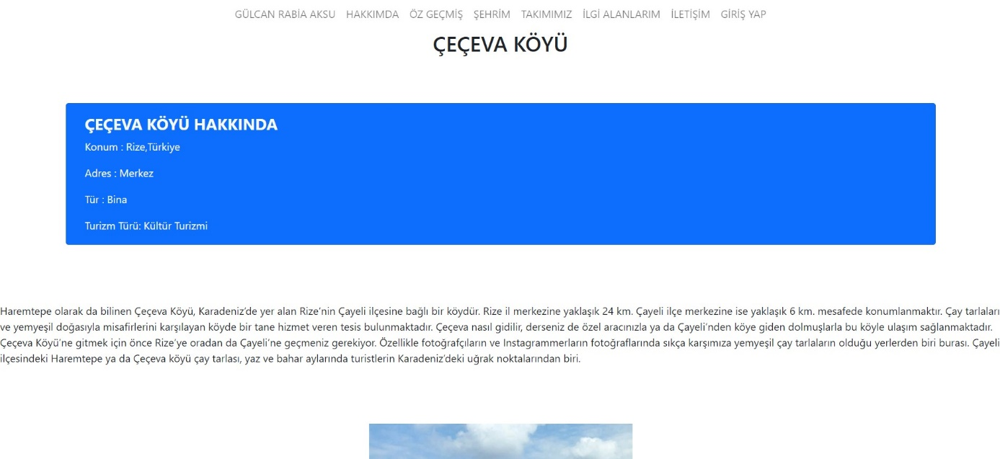 GÜLCAN RABİA AKSU HAKKIMDA ÖZ GEÇMİŞ ŞEHRİM TAKIMIMIZ İLGİ ALANLARIM İLETİŞİM GİRİŞ YAP
ÇEÇEVA KÖYÜ
ÇEÇEVA KÖYÜ HAKKINDA
Konum : Rize,Türkiye
Adres : Merkez
Tür : Bina
Turizm Türü: Kültür Turizmi
Haremtepe olarak da bilinen Çeçeva Köyü, Karadeniz’de yer alan Rize’nin Çayeli ilçesine bağlı bir köydür. Rize il merkezine yaklaşık 24 km. Çayeli ilçe merkezine ise yaklaşık 6 km. mesafede konumlanmaktır. Çay tarlaları
ve yemyeşil doğasıyla misafirlerini karşılayan köyde bir tane hizmet veren tesis bulunmaktadır. Çeçeva nasıl gidilir, derseniz de özel aracınızla ya da Çayeli’nden köye giden dolmuşlarla bu köyle ulaşım sağlanmaktadır.
Çeçeva Köyü’ne gitmek için önce Rize’ye oradan da Çayeli’ne geçmeniz gerekiyor. Özellikle fotoğrafçıların ve Instagrammerların fotoğraflarında sıkça karşımıza yemyeşil çay tarlaların olduğu yerlerden biri burası. Çayeli
ilçesindeki Haremtepe ya da Çeçeva köyü çay tarlası, yaz ve bahar aylarında turistlerin Karadeniz’deki uğrak noktalarından biri.